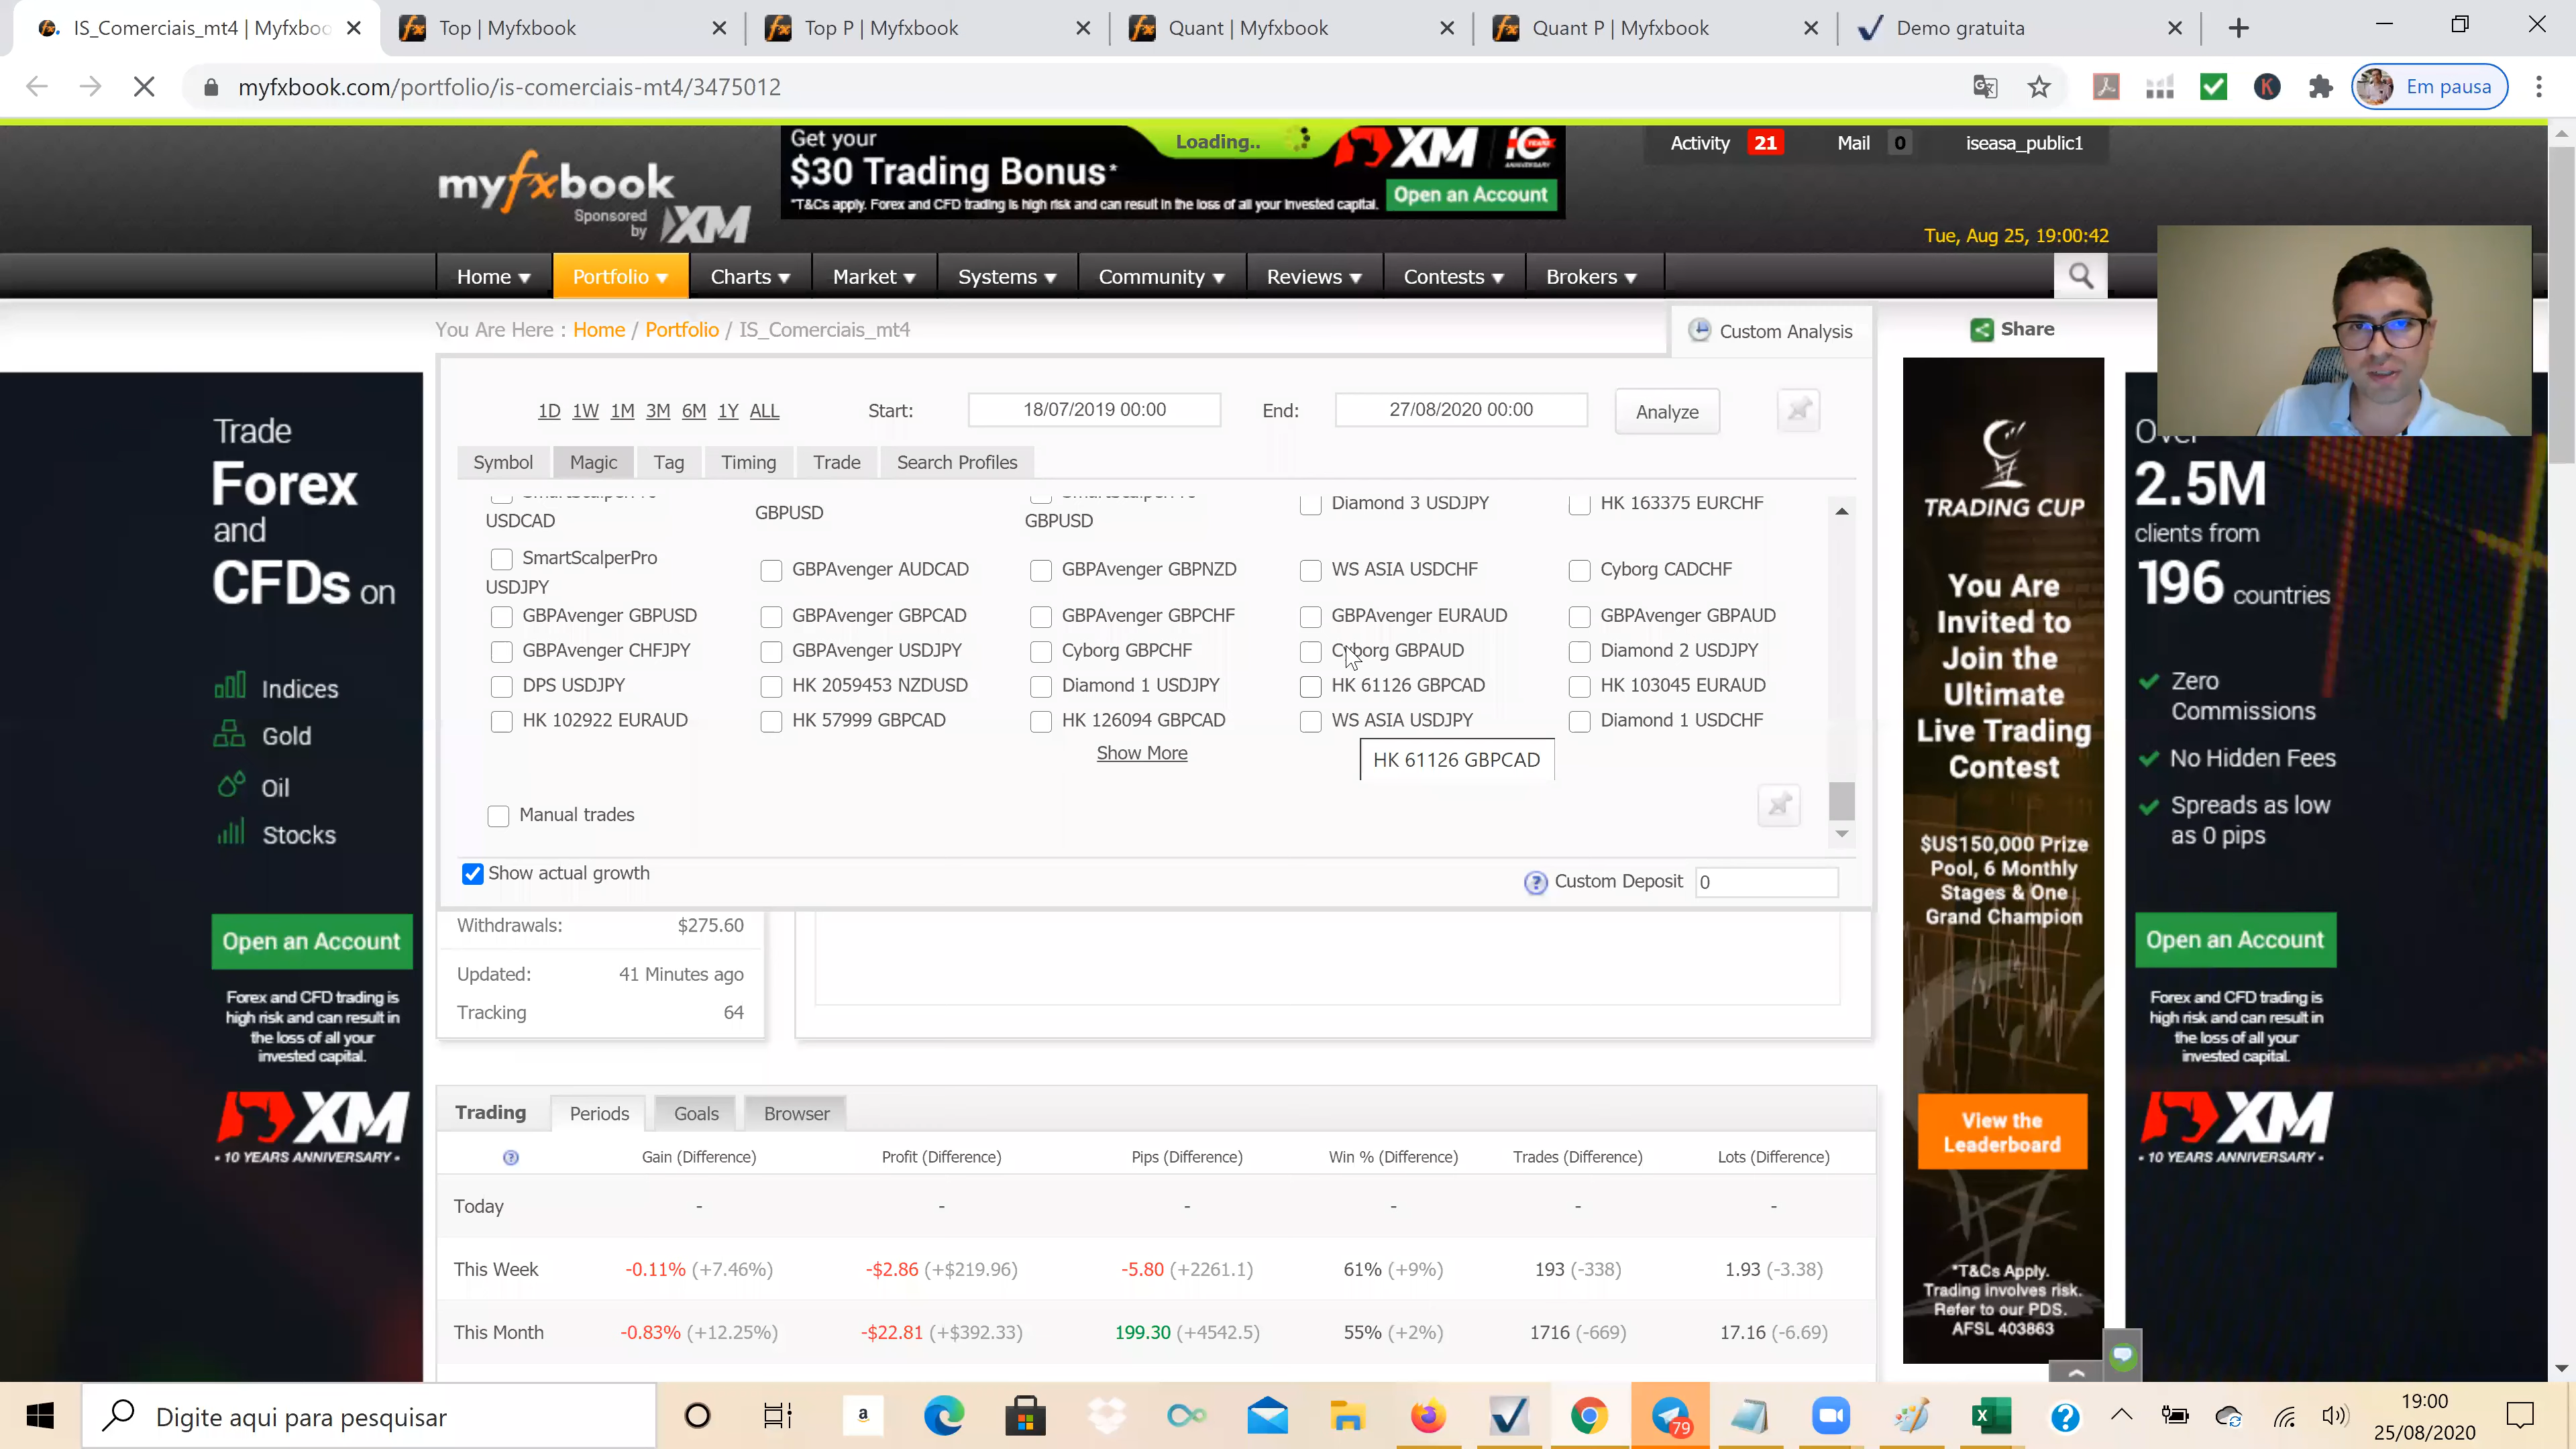 IS_Comerciais_mt4 | Myfxboo
Top | Myfxbook
Top P | Myfxbook
Quant | Myfxbook
Quant P | Myfxbook
Demo gratuita
myfxbook.com/portfolio/is-comerciais-mt4/3475012
Em pausa
myfxbook
Sponsored
by XM
Get your
$30 Trading Bonus*
*T&Cs apply. Forex and CFD trading is high risk and can result in the loss of all your invested capital.
Loading..
XM
Open an Account
Activity 21
Mail 0
iseasa_public1
Tue, Aug 25, 19:00:42
Home
Portfolio
Charts
Market
Systems
Community
Reviews
Contests
Brokers
You Are Here : Home / Portfolio / IS_Comerciais_mt4
Custom Analysis
Share
1D 1W 1M 3M 6M 1Y ALL
Start: 18/07/2019 00:00
End: 27/08/2020 00:00
Analyze
Symbol
Magic
Tag
Timing
Trade
Search Profiles
SmartScalperPro
USDCAD
GBPUSD
SmartScalperPro
GBPUSD
Diamond 3 USDJPY
HK 163375 EURCHF
SmartScalperPro
USDJPY
GBPAvenger AUDCAD
GBPAvenger GBPNZD
WS ASIA USDCHF
Cyborg CADCHF
GBPAvenger GBPUSD
GBPAvenger GBPCAD
GBPAvenger GBPCHF
GBPAvenger EURAUD
GBPAvenger GBPAUD
GBPAvenger CHFJPY
GBPAvenger USDJPY
Cyborg GBPCHF
Cyborg GBPAUD
Diamond 2 USDJPY
DPS USDJPY
HK 2059453 NZDUSD
Diamond 1 USDJPY
HK 61126 GBPCAD
HK 103045 EURAUD
HK 102922 EURAUD
HK 57999 GBPCAD
HK 126094 GBPCAD
WS ASIA USDJPY
Diamond 1 USDCHF
Show More
HK 61126 GBPCAD
Manual trades
Show actual growth
Custom Deposit 0
Withdrawals: $275.60
Updated: 41 Minutes ago
Tracking 64
Trading
Periods
Goals
Browser
Gain (Difference)
Profit (Difference)
Pips (Difference)
Win % (Difference)
Trades (Difference)
Lots (Difference)
Today - - - - - -
This Week -0.11% (+7.46%) -$2.86 (+$219.96) -5.80 (+2261.1) 61% (+9%) 193 (-338) 1.93 (-3.38)
This Month -0.83% (+12.25%) -$22.81 (+$392.33) 199.30 (+4542.5) 55% (+2%) 1716 (-669) 17.16 (-6.69)
Trade
Forex
and
CFDs on
Indices
Gold
Oil
Stocks
Open an Account
Forex and CFD trading is
high risk and can result in
the loss of all your
invested capital.
XM
• 10 YEARS ANNIVERSARY •
TRADING CUP
You Are
Invited to
Join the
Ultimate
Live Trading
Contest
$US150,000 Prize
Pool, 6 Monthly
Stages & One
Grand Champion
View the
Leaderboard
*T&Cs Apply.
Trading involves risk.
Refer to our PDS.
AFSL 403863
Over
2.5M
clients from
196 countries
Zero
Commissions
No Hidden Fees
Spreads as low
as 0 pips
Open an Account
Forex and CFD trading is
high risk and can result in
the loss of all your
invested capital.
XM
• 10 YEARS ANNIVERSARY •
Digite aqui para pesquisar
79
19:00
25/08/2020